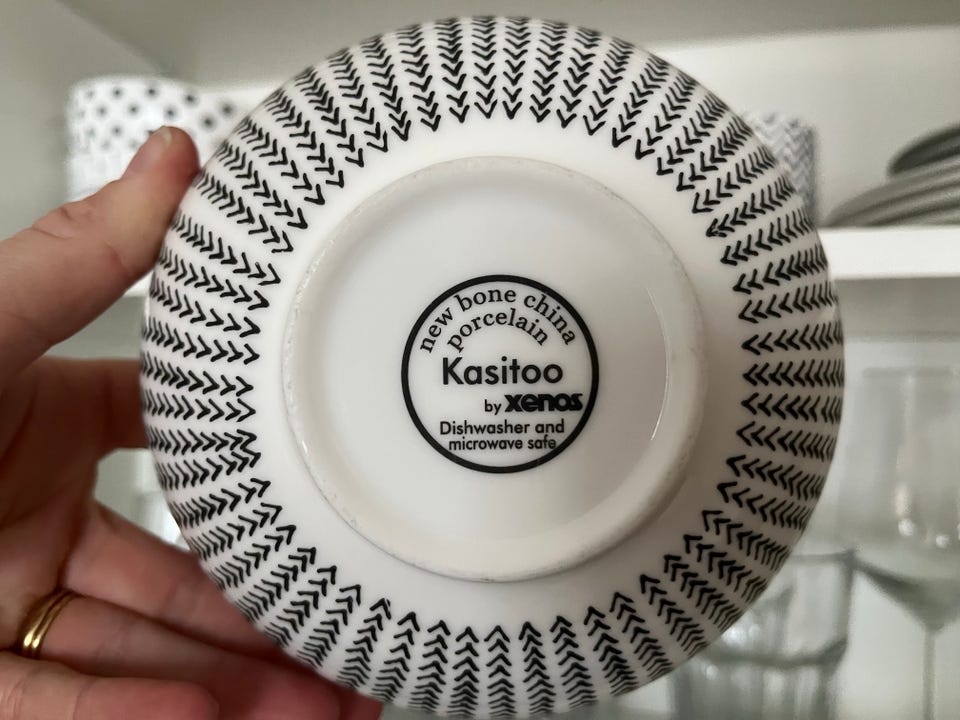 new bone china
porcelain
Kasitoo
by xenos
Dishwasher and
microwave safe